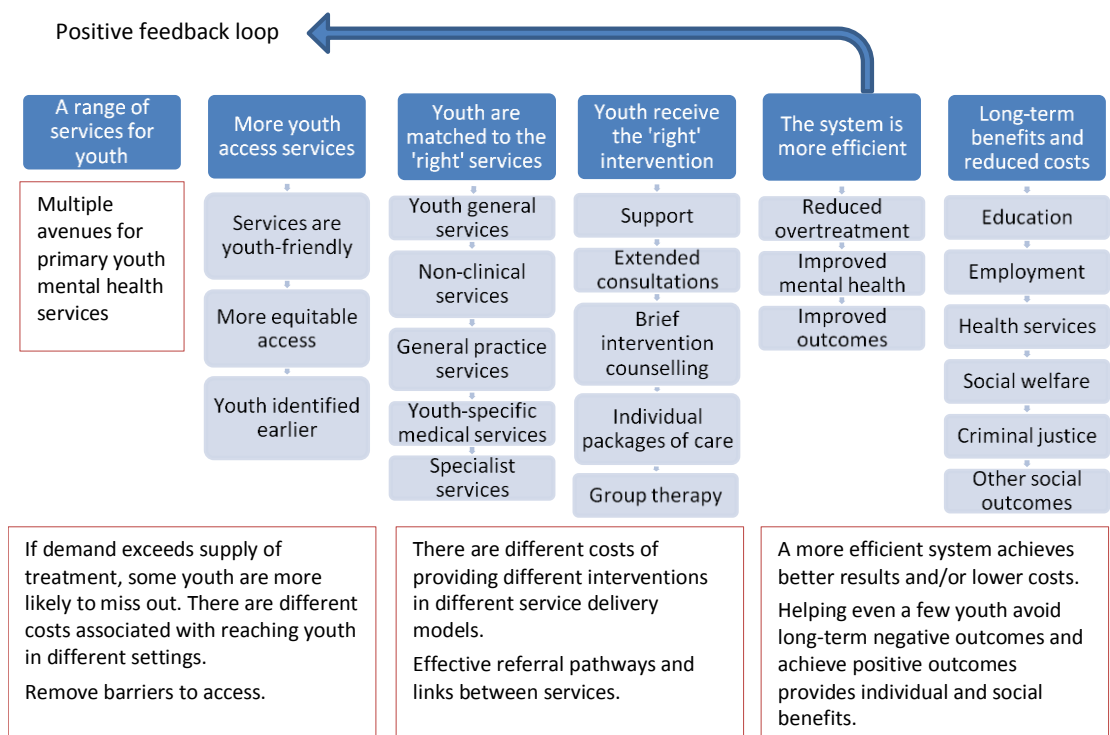 Positive feedback loop
A range of
services for
youth
Multiple
avenues for
primary youth
mental health
services
More youth
access services
Services are
youth-friendly
More equitable
access
Youth identified
earlier
Youth are
matched to the
'right' services
Youth general
services
Non-clinical
services
General practice
services
Youth-specific
medical services
Specialist
services
Youth receive
the 'right'
intervention
Support
Extended
consultations
Brief
intervention
counselling
Individual
packages of care
Group therapy
The system is
more efficient
Reduced
overtreatment
Improved
mental health
Improved
outcomes
Long-term
benefits and
reduced costs
Education
Employment
Health services
Social welfare
Criminal justice
Other social
outcomes
If demand exceeds supply of
treatment, some youth are more
likely to miss out. There are different
costs associated with reaching youth
in different settings.
Remove barriers to access.
There are different costs of
providing different interventions
in different service delivery
models.
Effective referral pathways and
links between services.
A more efficient system achieves
better results and/or lower costs.
Helping even a few youth avoid
long-term negative outcomes and
achieve positive outcomes
provides individual and social
benefits.